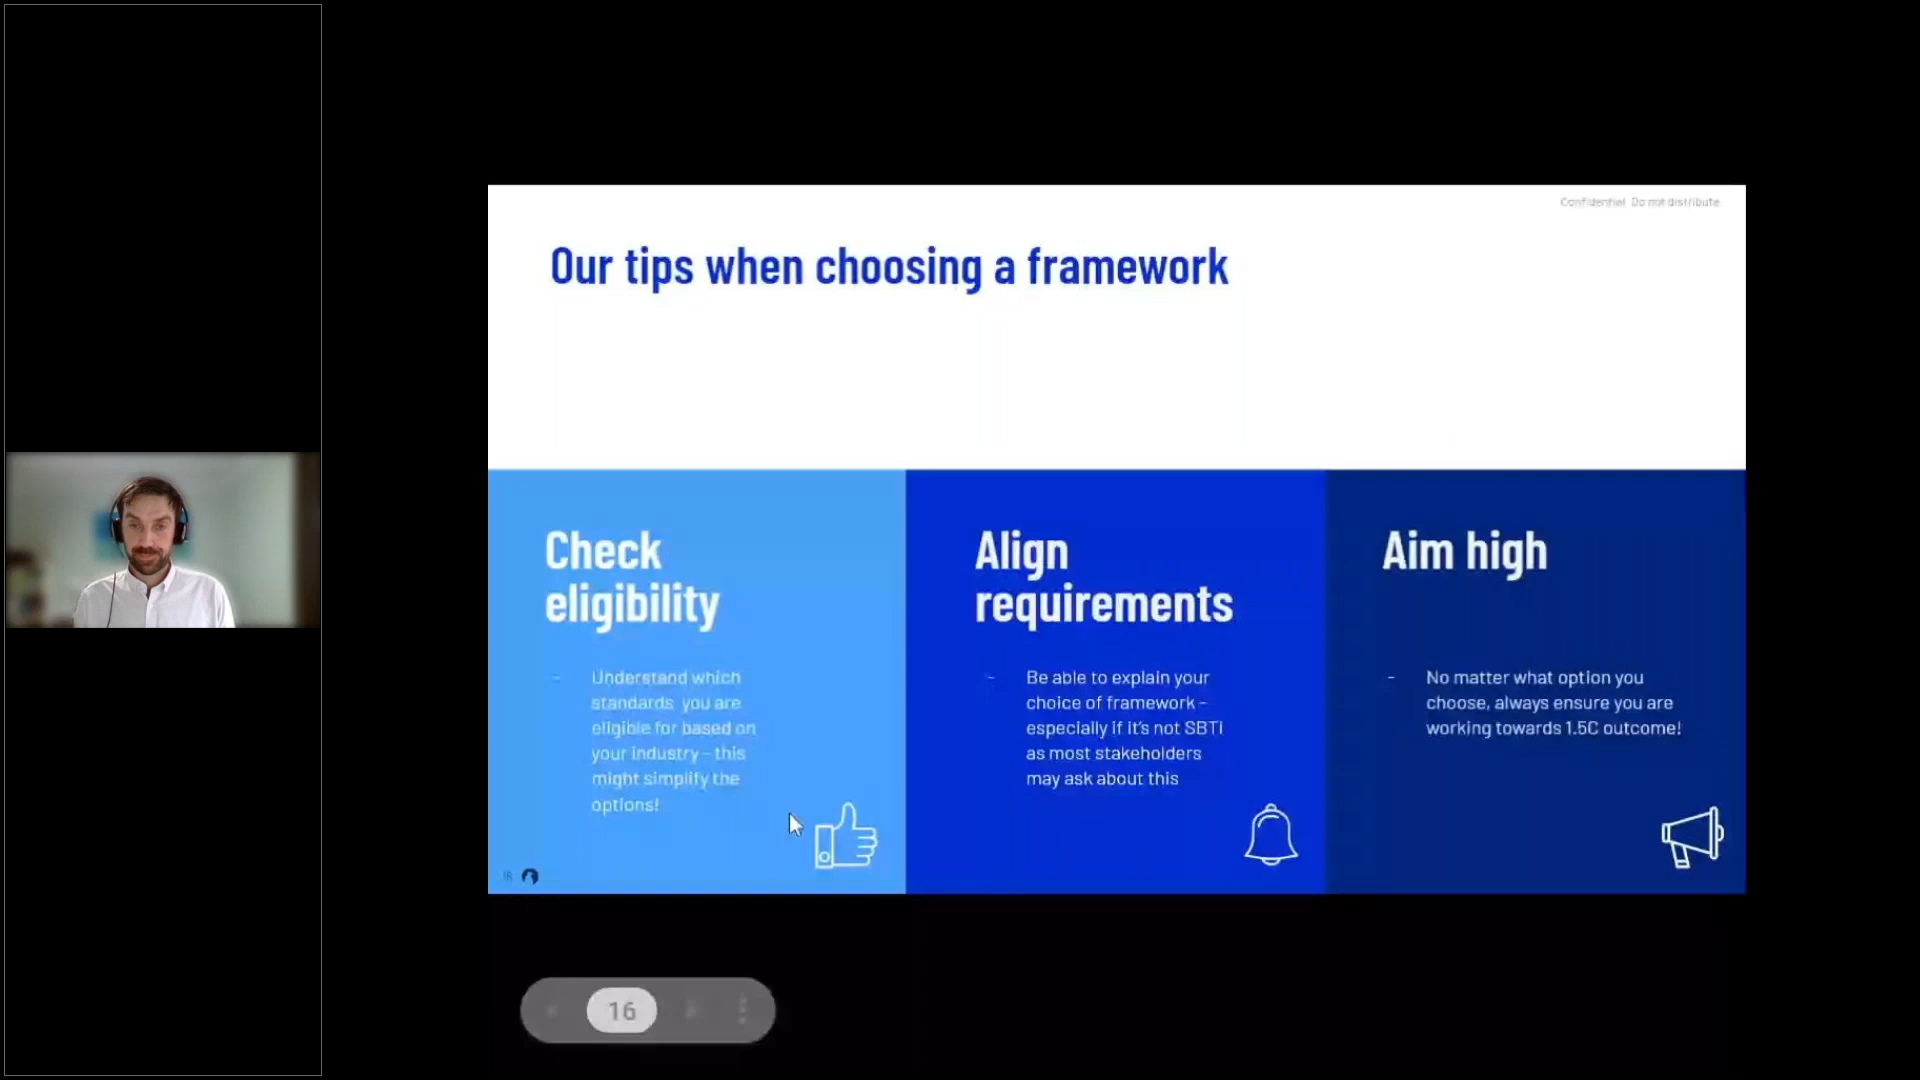 Confidential Do not distribute
Our tips when choosing a framework
Check
eligibility
- Understand which
standards you are
eligible for based on
your industry - this
might simplify the
options!
Align
requirements
- Be able to explain your
choice of framework -
especially if it's not SBTi
as most stakeholders
may ask about this
Aim high
- No matter what option you
choose, always ensure you are
working towards 1.5C outcome!
16
16